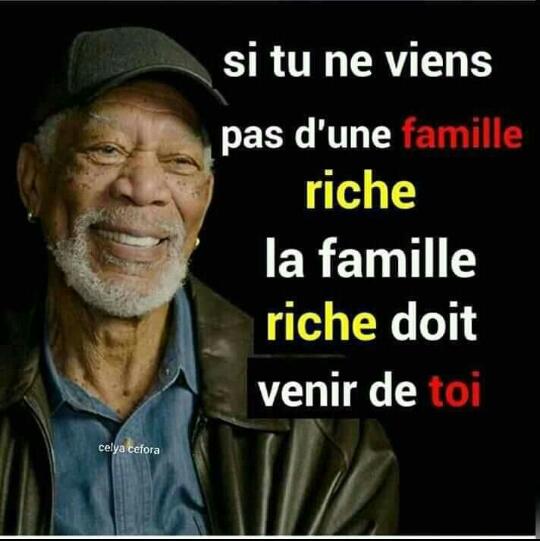 si tu ne viens
pas d'une famille
riche
la famille
riche doit
venir de toi
celya cefora